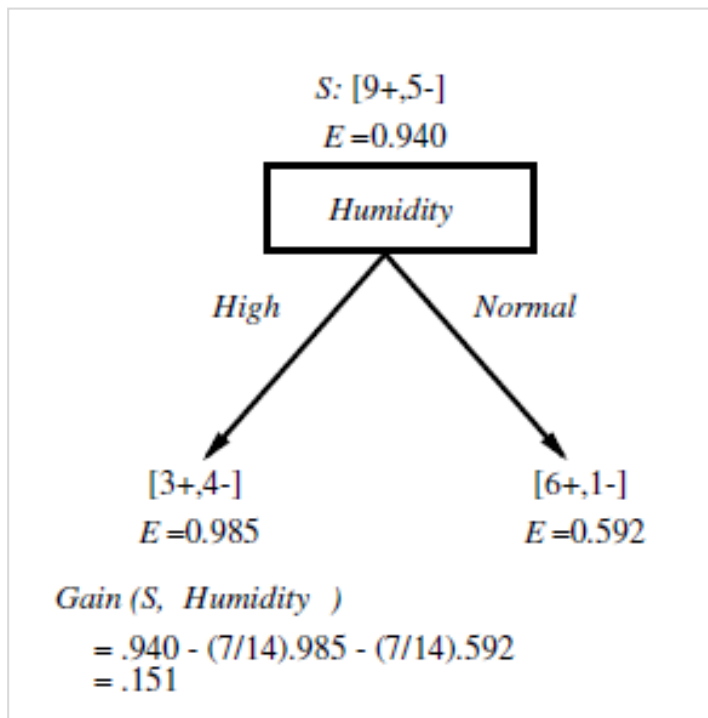 S: [9+,5-]
E =0.940
Humidity
High Normal
[3+,4-] [6+,1-]
E =0.985 E =0.592
Gain (S, Humidity )
= .940 - (7/14).985 - (7/14).592
= .151